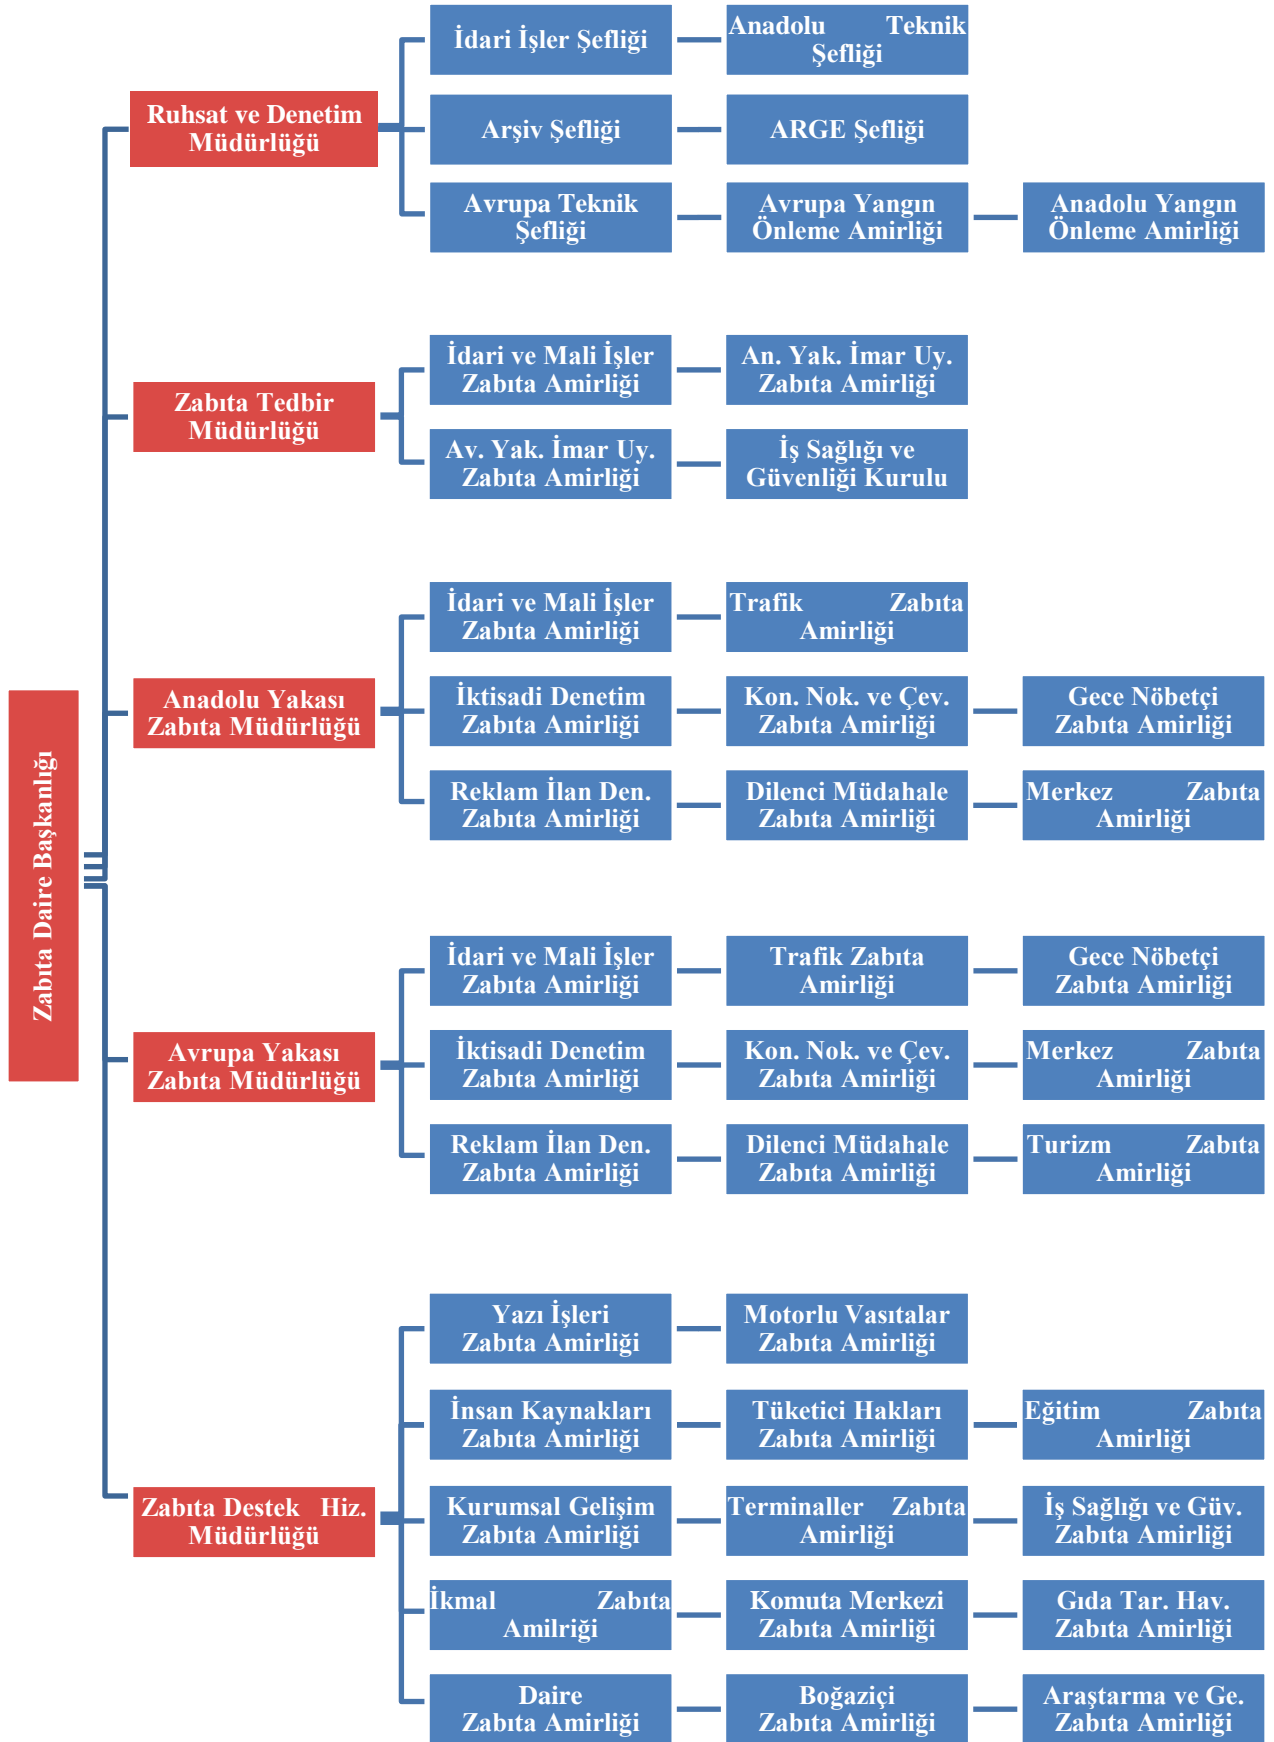 Zabıta Daire Başkanlığı
Ruhsat ve Denetim
Müdürlüğü
İdari İşler Şefliği
Anadolu Teknik
Şefliği
Arşiv Şefliği
ARGE Şefliği
Avrupa Teknik
Şefliği
Avrupa Yangın
Önleme Amirliği
Anadolu Yangın
Önleme Amirliği
Zabıta Tedbir
Müdürlüğü
İdari ve Mali İşler
Zabıta Amirliği
An. Yak. İmar Uy.
Zabıta Amirliği
Av. Yak. İmar Uy.
Zabıta Amirliği
İş Sağlığı ve
Güvenliği Kurulu
Anadolu Yakası
Zabıta Müdürlüğü
İdari ve Mali İşler
Zabıta Amirliği
Trafik Zabıta
Amirliği
İktisadi Denetim
Zabıta Amirliği
Kon. Nok. ve Çev.
Zabıta Amirliği
Gece Nöbetçi
Zabıta Amirliği
Reklam İlan Den.
Zabıta Amirliği
Dilenci Müdahale
Zabıta Amirliği
Merkez Zabıta
Amirliği
Avrupa Yakası
Zabıta Müdürlüğü
İdari ve Mali İşler
Zabıta Amirliği
Trafik Zabıta
Amirliği
Gece Nöbetçi
Zabıta Amirliği
İktisadi Denetim
Zabıta Amirliği
Kon. Nok. ve Çev.
Zabıta Amirliği
Merkez Zabıta
Amirliği
Reklam İlan Den.
Zabıta Amirliği
Dilenci Müdahale
Zabıta Amirliği
Turizm Zabıta
Amirliği
Zabıta Destek Hiz.
Müdürlüğü
Yazı İşleri
Zabıta Amirliği
Motorlu Vasıtalar
Zabıta Amirliği
İnsan Kaynakları
Zabıta Amirliği
Tüketici Hakları
Zabıta Amirliği
Eğitim Zabıta
Amirliği
Kurumsal Gelişim
Zabıta Amirliği
Terminaller Zabıta
Amirliği
İş Sağlığı ve Güv.
Zabıta Amirliği
İkmal Zabıta
Amilriği
Komuta Merkezi
Zabıta Amirliği
Gıda Tar. Hav.
Zabıta Amirliği
Daire
Zabıta Amirliği
Boğaziçi
Zabıta Amirliği
Araştarma ve Ge.
Zabıta Amirliği